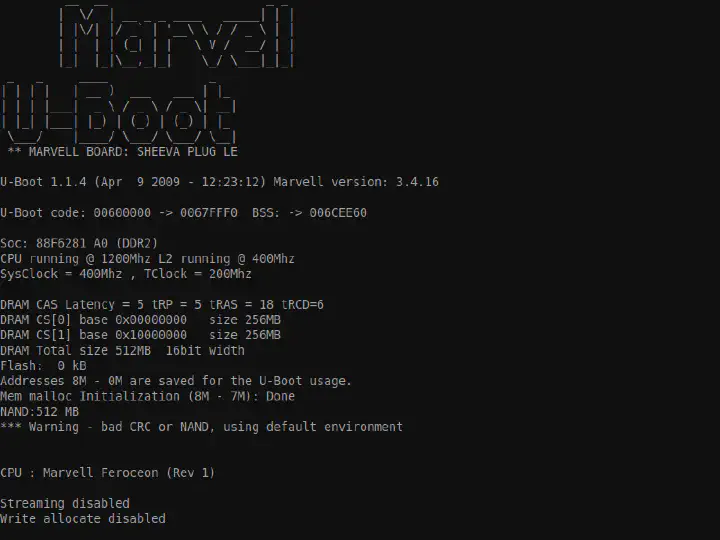 Marvell
U-Boot
** MARVELL BOARD: SHEEVA PLUG LE
U-Boot 1.1.4 (Apr  9 2009 - 12:23:12) Marvell version: 3.4.16
U-Boot code: 00600000 -> 0067FFF0  BSS: -> 006CEE60
Soc: 88F6281 A0 (DDR2)
CPU running @ 1200Mhz L2 running @ 400Mhz
SysClock = 400Mhz , TClock = 200Mhz
DRAM CAS Latency = 5 tRP = 5 tRAS = 18 tRCD=6
DRAM CS[0] base 0x00000000   size 256MB
DRAM CS[1] base 0x10000000   size 256MB
DRAM Total size 512MB  16bit width
Flash:  0 kB
Addresses 8M - 0M are saved for the U-Boot usage.
Mem malloc Initialization (8M - 7M): Done
NAND:512 MB
*** Warning - bad CRC or NAND, using default environment
CPU : Marvell Feroceon (Rev 1)
Streaming disabled
Write allocate disabled